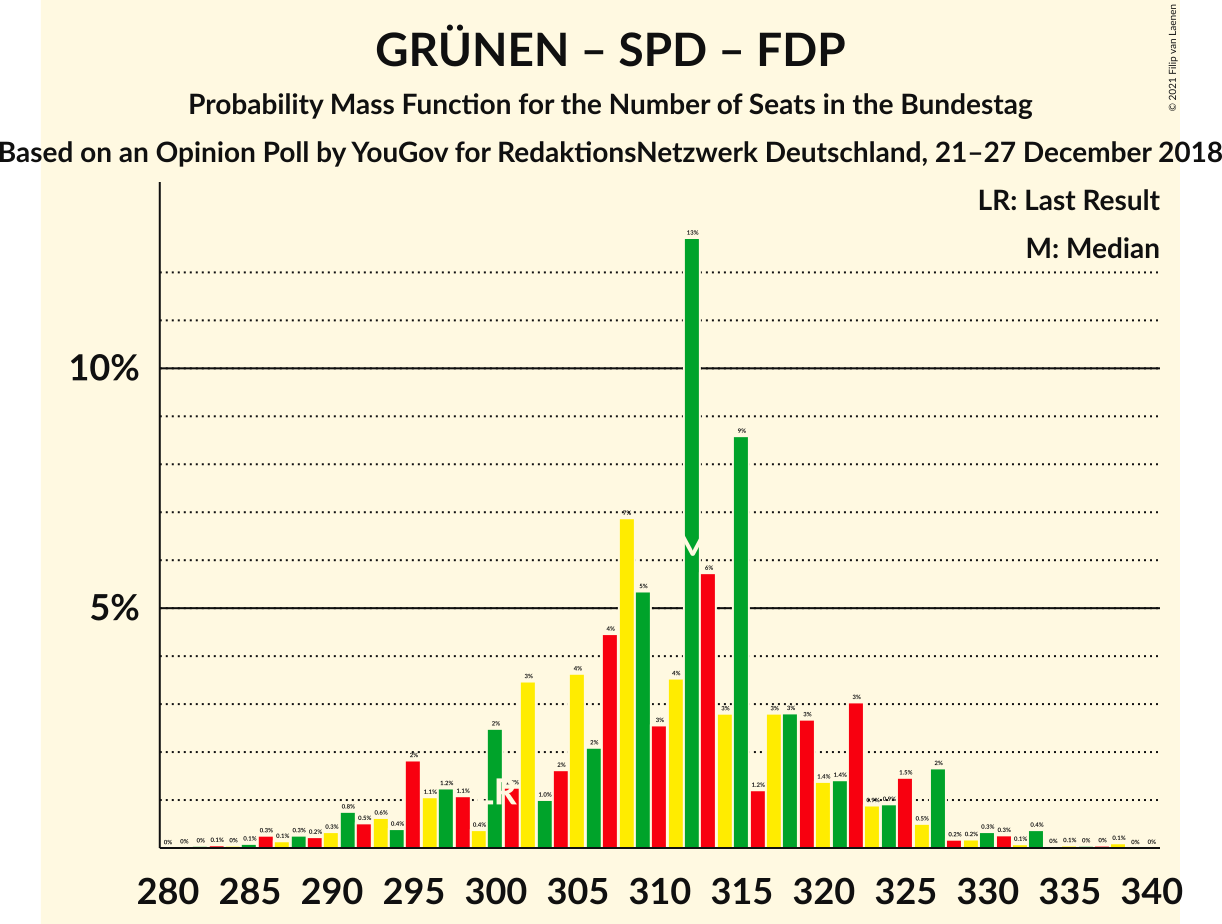 GRÜNEN – SPD – FDP
Probability Mass Function for the Number of Seats in the Bundestag
Based on an Opinion Poll by YouGov for RedaktionsNetzwerk Deutschland, 21–27 December 2018
© 2021 Filip van Laenen
LR: Last Result
M: Median
10%
5%
0% 0% 0% 0.1% 0% 0.1% 0.3% 0.1% 0.3% 0.2% 0.3% 0.8% 0.5% 0.6% 0.4% 2% 1.1% 1.2% 1.1% 0.4% 2% 3% 1.0% 2% 4% 2% 4% 7% 5% 3% 4% 13% 6% 3% 9% 1.2% 3% 3% 3% 1.4% 1.4% 3% 0.9% 0.9% 1.5% 0.5% 2% 0.2% 0.2% 0.3% 0.3% 0.1% 0.4% 0% 0.1% 0% 0% 0.1% 0% 0%
LR
M
280 285 290 295 300 305 310 315 320 325 330 335 340